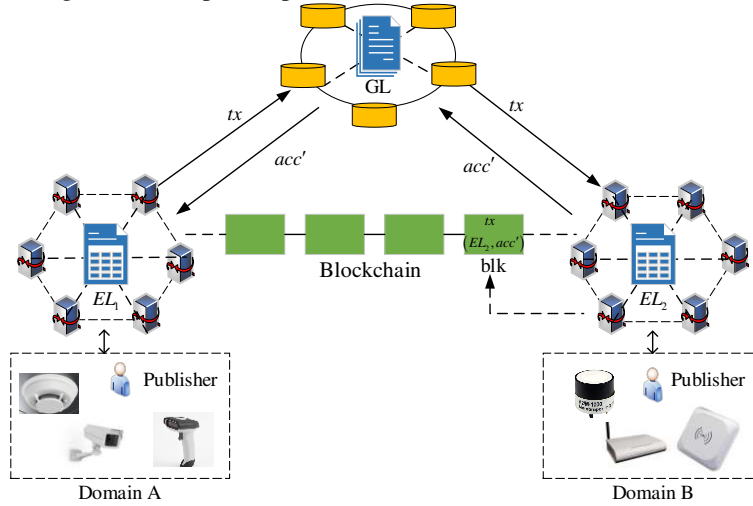 GL
tx
tx
acc′
acc′
tx
(EL₂, acc′)
Blockchain
blk
EL₁
EL₂
Publisher
Publisher
Domain A
Domain B